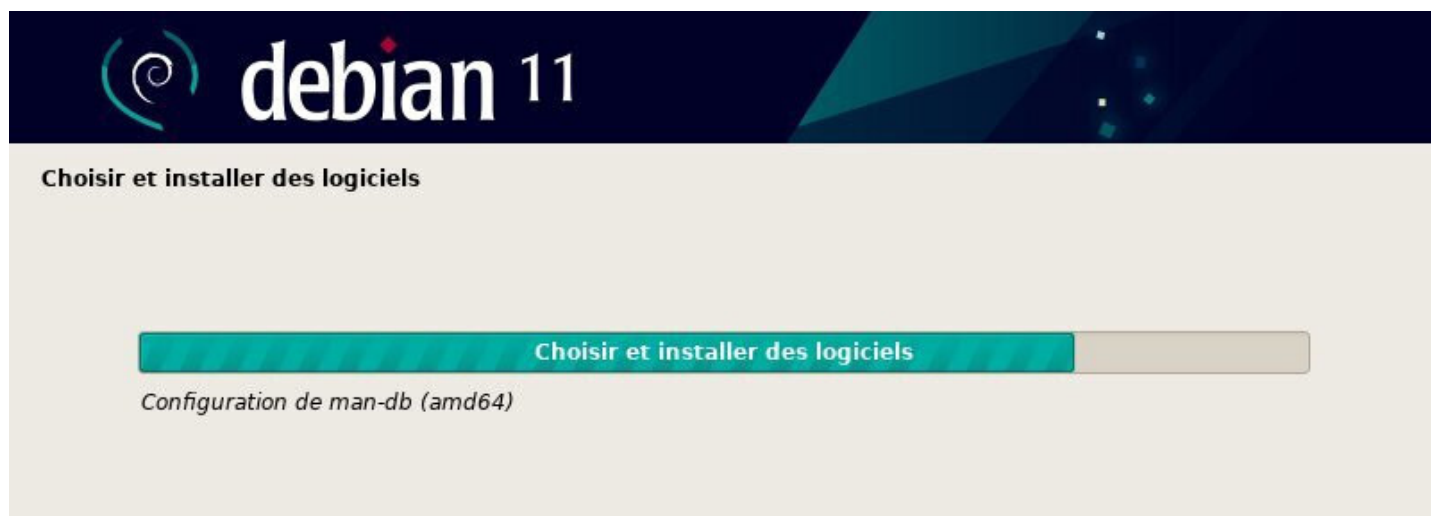 debian 11
Choisir et installer des logiciels
Choisir et installer des logiciels
Configuration de man-db (amd64)